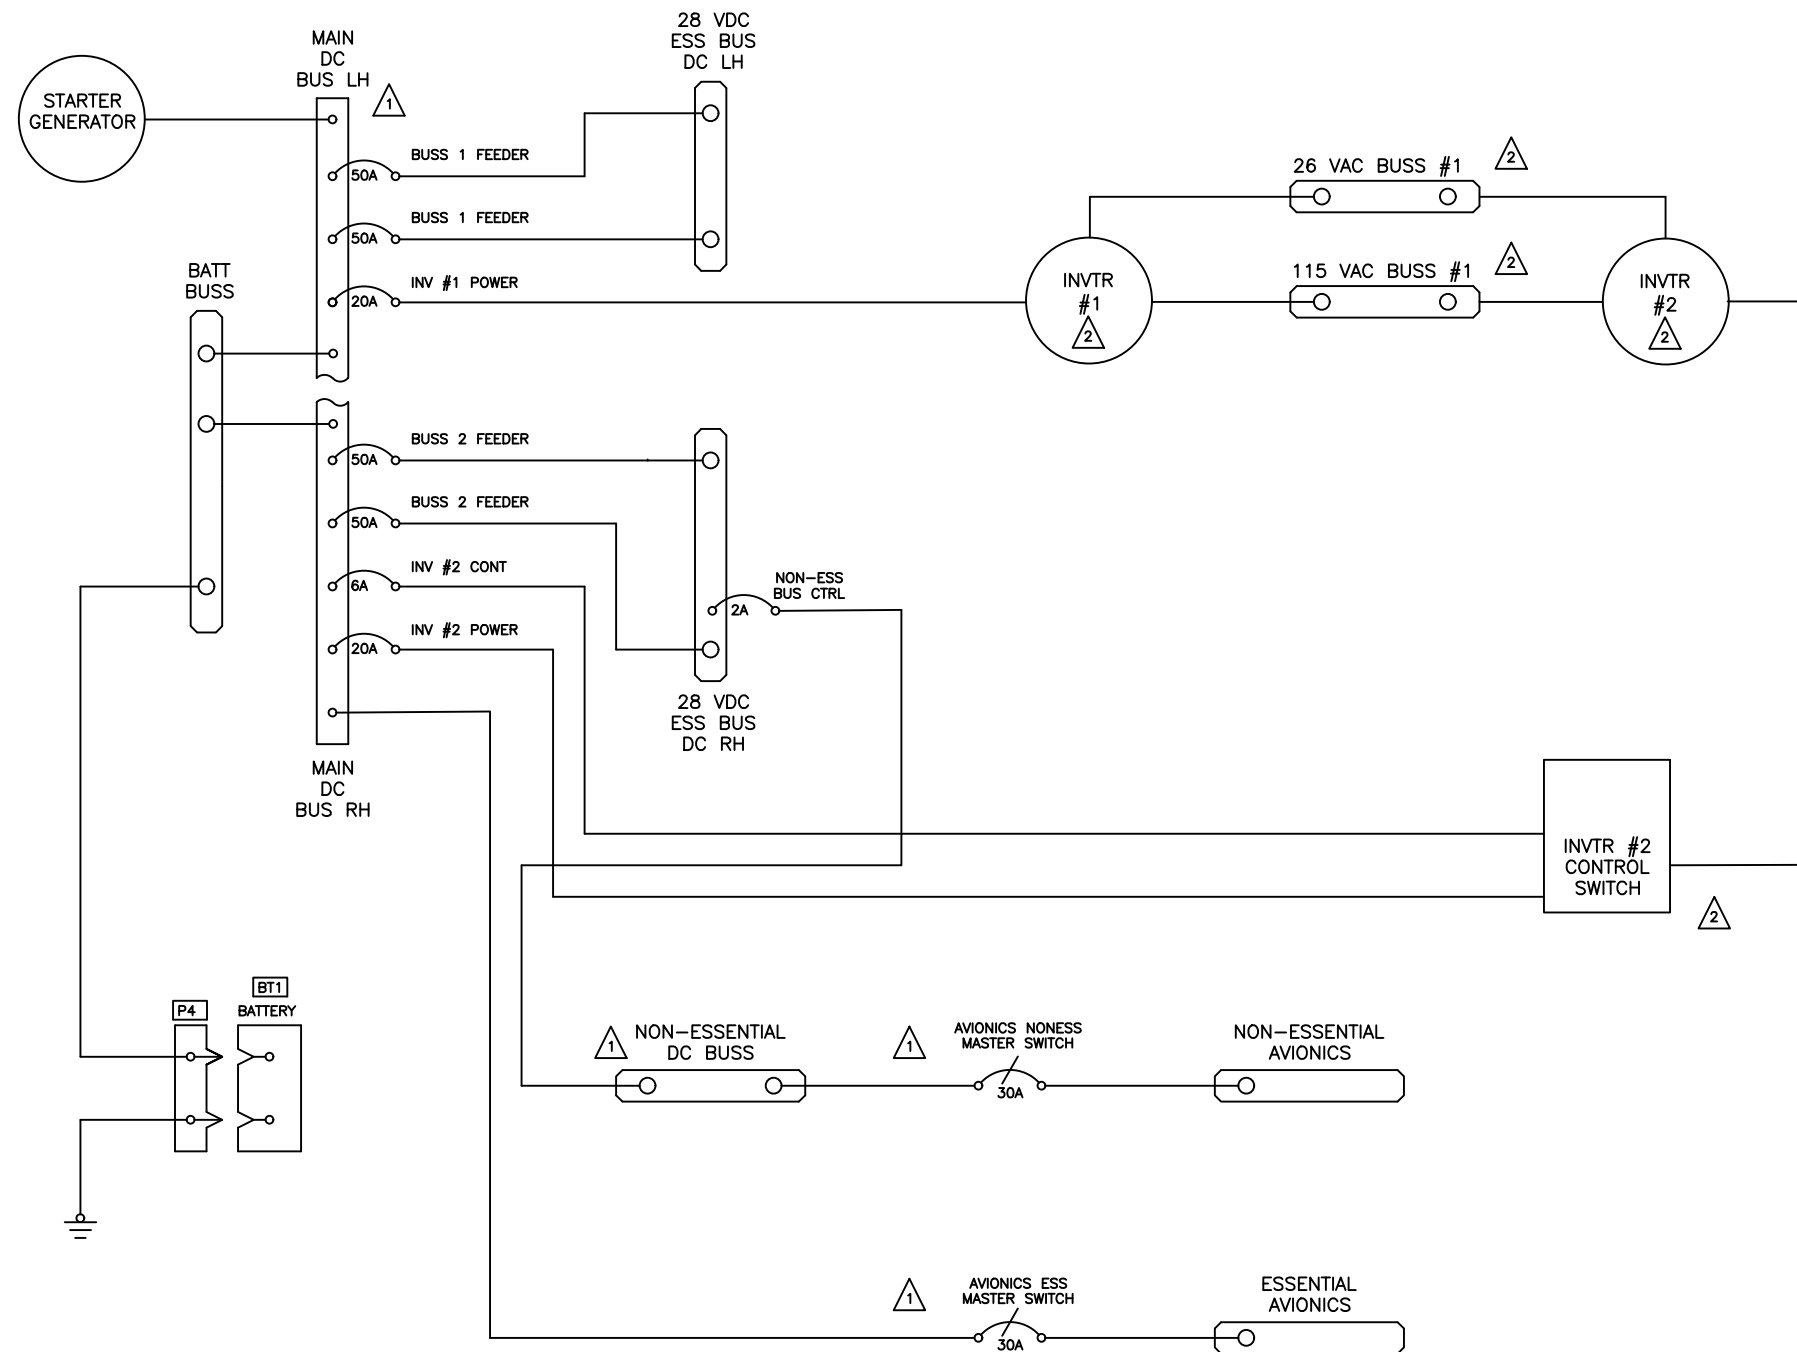 28 VDC
ESS BUS
DC LH
MAIN
DC
BUS LH
1
STARTER
GENERATOR
BUSS 1 FEEDER
50A
BUSS 1 FEEDER
50A
INV #1 POWER
20A
26 VAC BUSS #1
2
115 VAC BUSS #1
2
INVTR
#1
2
INVTR
#2
2
BATT
BUSS
BUSS 2 FEEDER
50A
BUSS 2 FEEDER
50A
INV #2 CONT
6A
INV #2 POWER
20A
NON-ESS
BUS CTRL
2A
28 VDC
ESS BUS
DC RH
MAIN
DC
BUS RH
INVTR #2
CONTROL
SWITCH
2
BT1
P4
BATTERY
1
NON-ESSENTIAL
DC BUSS
1
AVIONICS NONESS
MASTER SWITCH
30A
NON-ESSENTIAL
AVIONICS
1
AVIONICS ESS
MASTER SWITCH
30A
ESSENTIAL
AVIONICS